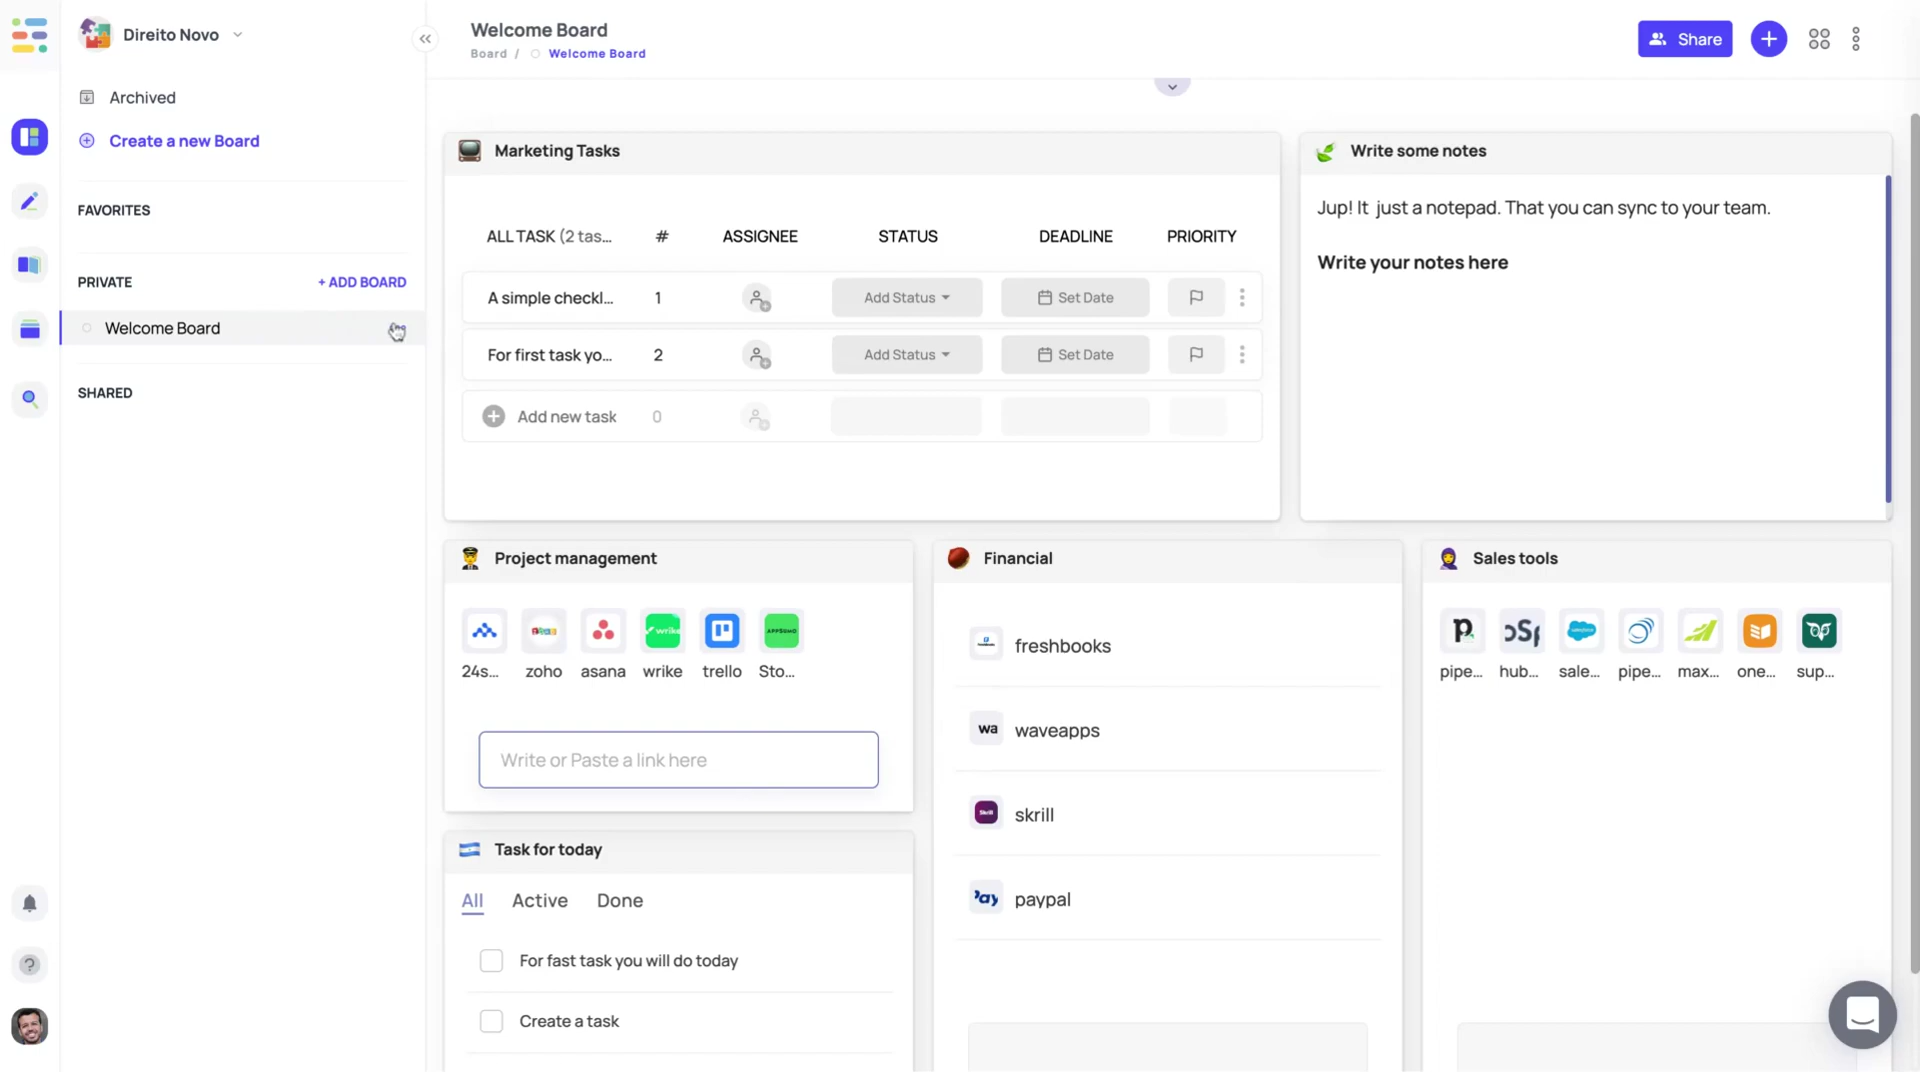 Direito Novo
Archived
Create a new Board
FAVORITES
PRIVATE
+ ADD BOARD
Welcome Board
SHARED
Welcome Board
Board / Welcome Board
Share
Marketing Tasks
ALL TASK (2 tas... # ASSIGNEE STATUS DEADLINE PRIORITY
A simple checkl... 1 Add Status Set Date
For first task yo... 2 Add Status Set Date
Add new task 0
Write some notes
Jup! It just a notepad. That you can sync to your team.
Write your notes here
Project management
wrike APPSUMO
24s... zoho asana wrike trello Sto...
Write or Paste a link here
Task for today
All Active Done
For fast task you will do today
Create a task
Financial
freshbooks
wa waveapps
Skrill skrill
Pay paypal
Sales tools
pipe... hub... sale... pipe... max... one... sup...